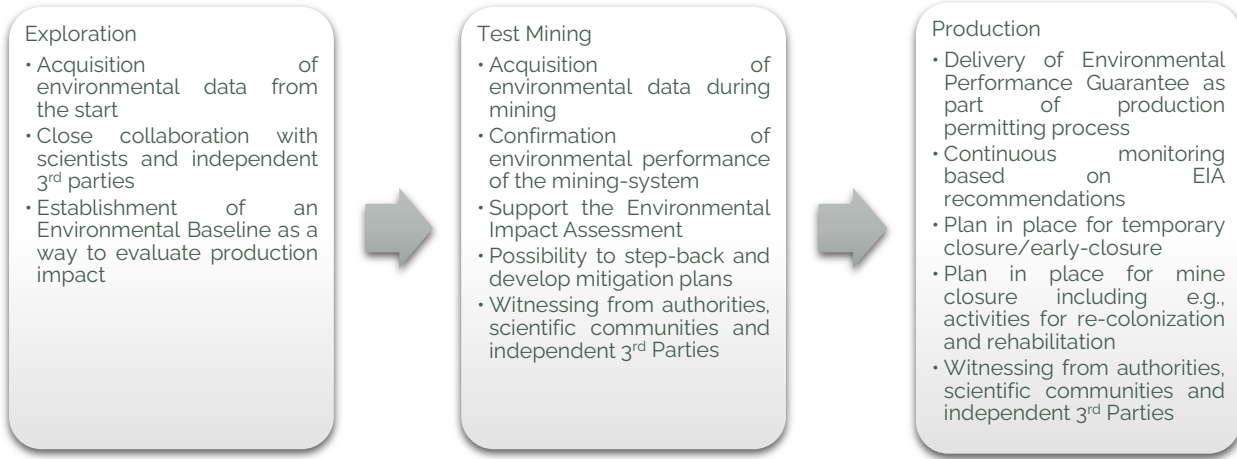 Exploration
• Acquisition of
environmental data from
the start
• Close collaboration with
scientists and independent
3rd parties
• Establishment of an
Environmental Baseline as a
way to evaluate production
impact
Test Mining
• Acquisition of
environmental data during
mining
• Confirmation of
environmental performance
of the mining-system
• Support the Environmental
Impact Assessment
• Possibility to step-back and
develop mitigation plans
• Witnessing from authorities,
scientific communities and
independent 3rd Parties
Production
• Delivery of Environmental
Performance Guarantee as
part of production
permitting process
• Continuous monitoring
based on EIA
recommendations
• Plan in place for temporary
closure/early-closure
• Plan in place for mine
closure including e.g.,
activities for re-colonization
and rehabilitation
• Witnessing from authorities,
scientific communities and
independent 3rd Parties